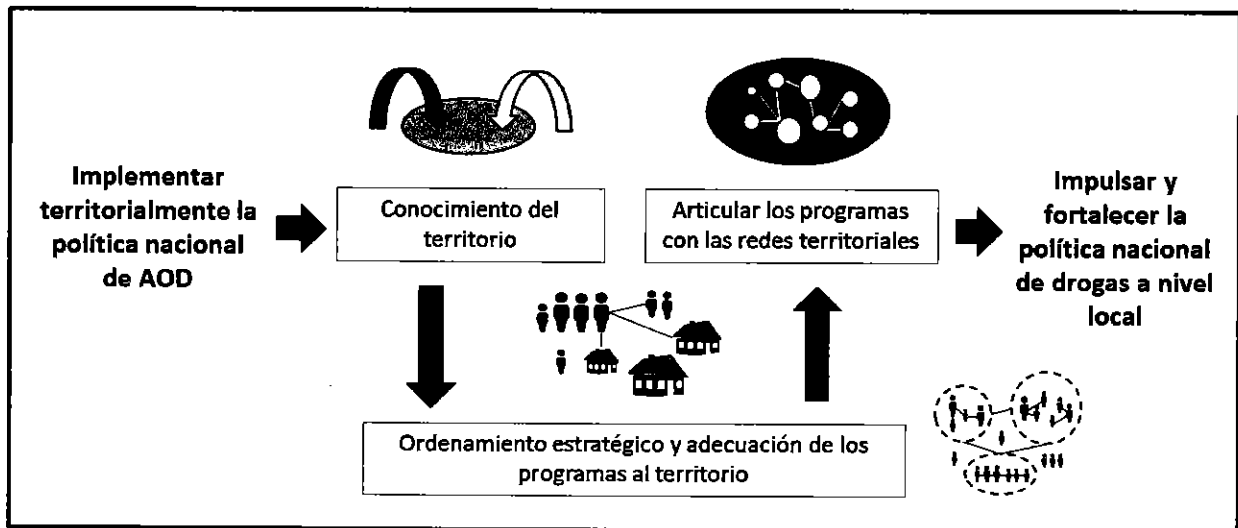 Implementar
territorialmente la
política nacional
de AOD
Conocimiento del
territorio
Ordenamiento estratégico y adecuación de los
programas al territorio
Articular los programas
con las redes territoriales
Impulsar y
fortalecer la
política nacional
de drogas a nivel
local